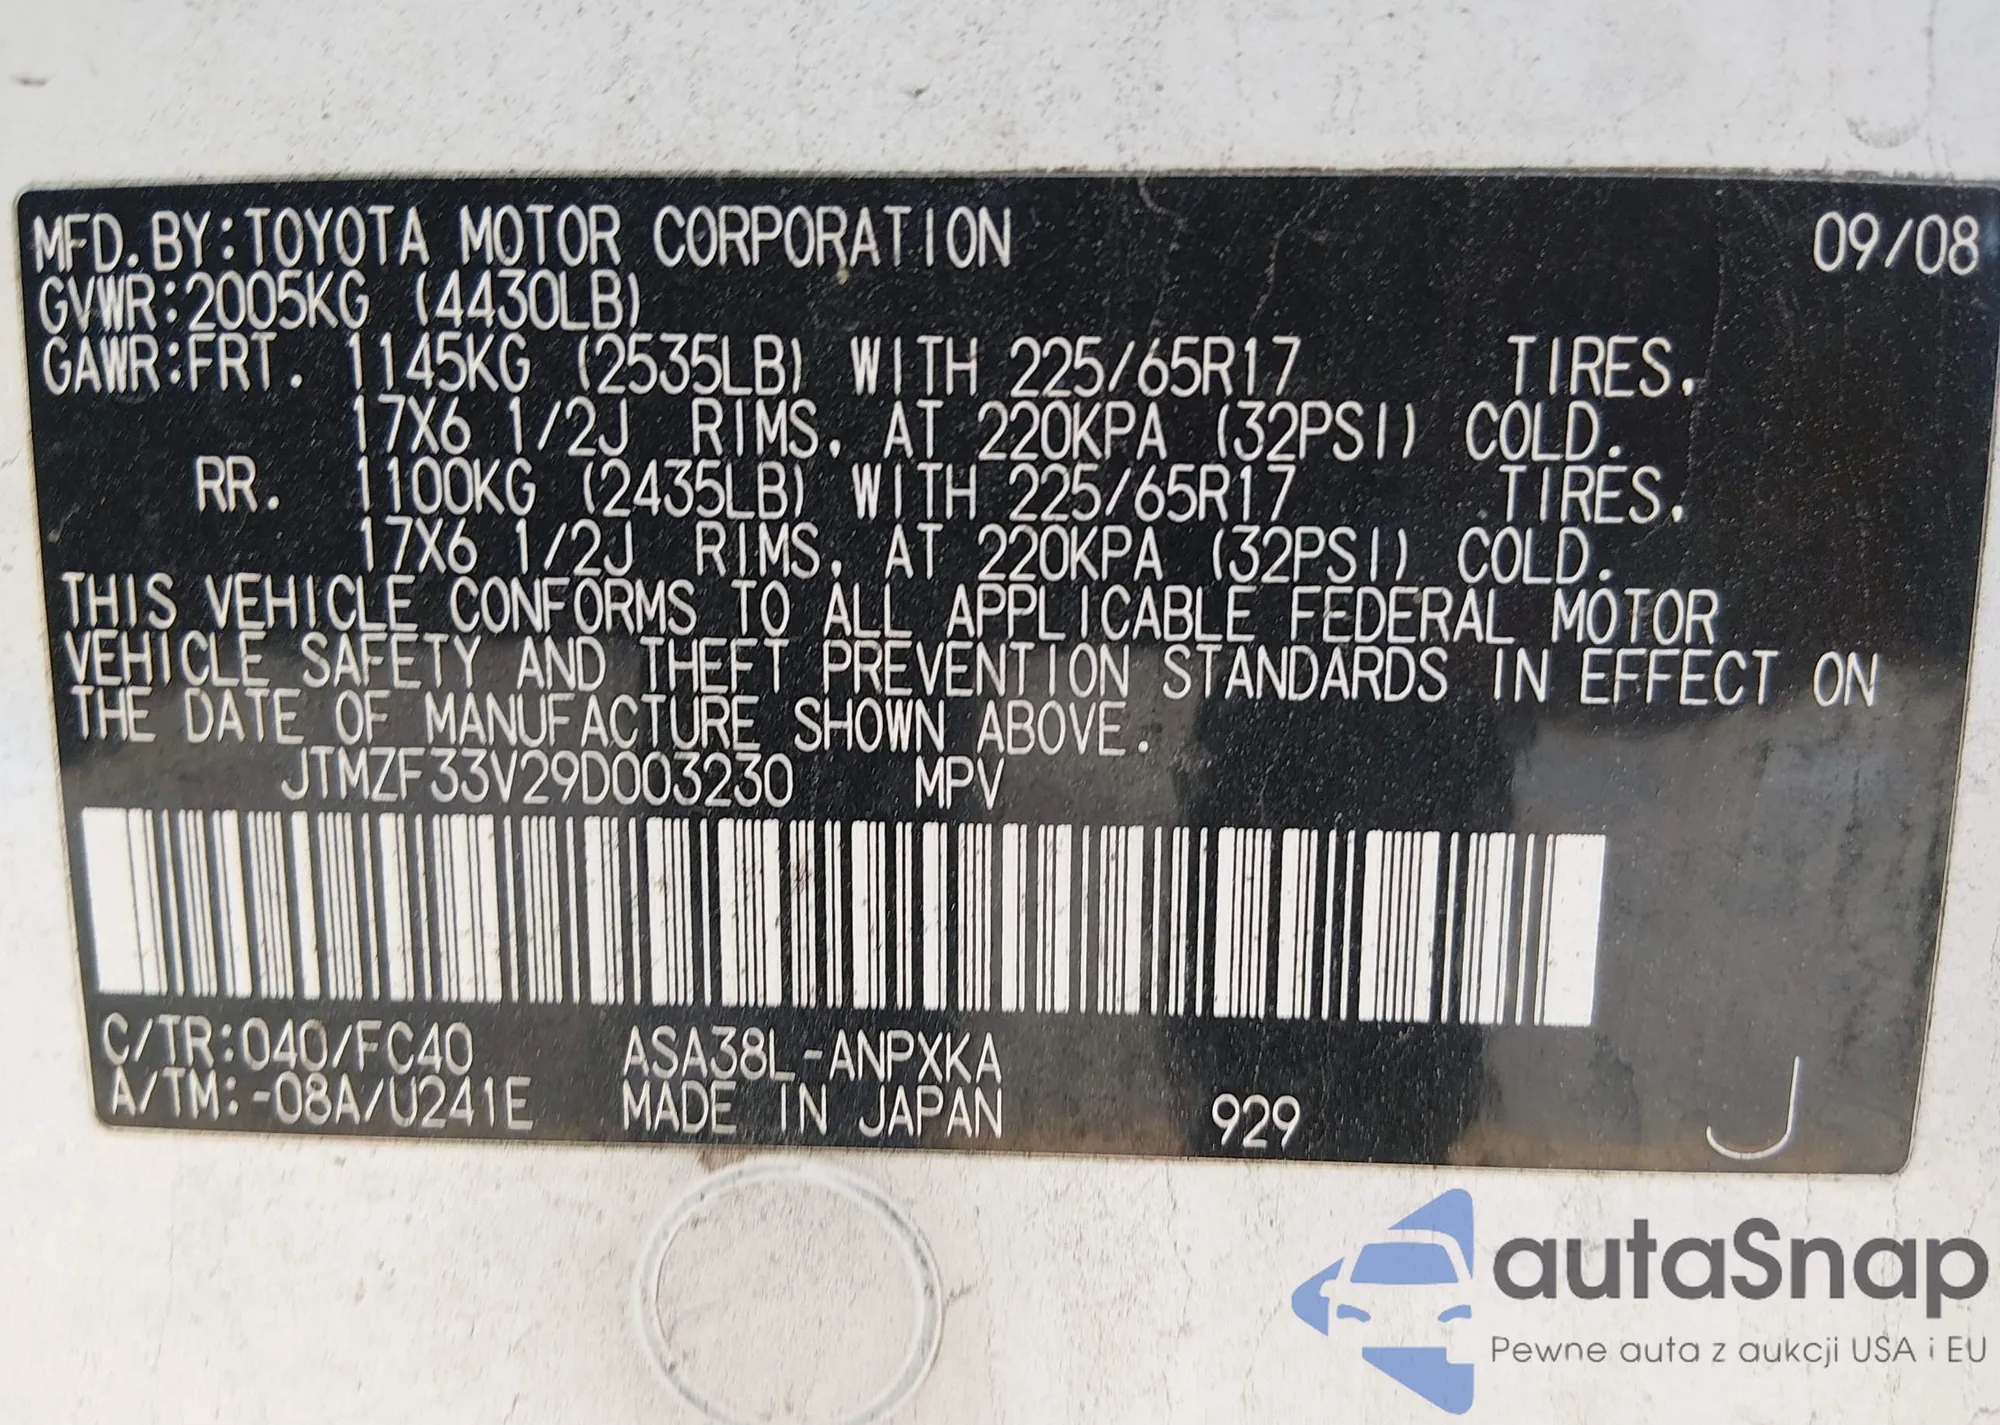 MFD. BY: TOYOTA MOTOR CORPORATION 09/08
GVWR: 2005KG (4430LB)
GAWR: FRT. 1145KG (2535LB) WITH 225/65R17 TIRES,
17X6 1/2J RIMS, AT 220KPA (32PSI) COLD.
RR. 1100KG (2435LB) WITH 225/65R17 TIRES,
17X6 1/2J RIMS, AT 220KPA (32PSI) COLD.
THIS VEHICLE CONFORMS TO ALL APPLICABLE FEDERAL MOTOR
VEHICLE SAFETY AND THEFT PREVENTION STANDARDS IN EFFECT ON
THE DATE OF MANUFACTURE SHOWN ABOVE.
JTMZF33V29D003230 MPV
C/TR: 040/FC40 ASA38L-ANPXKA
A/TM: -08A/U241E MADE IN JAPAN 929 J
autaSnap
Pewne auta z aukcji USA i EU